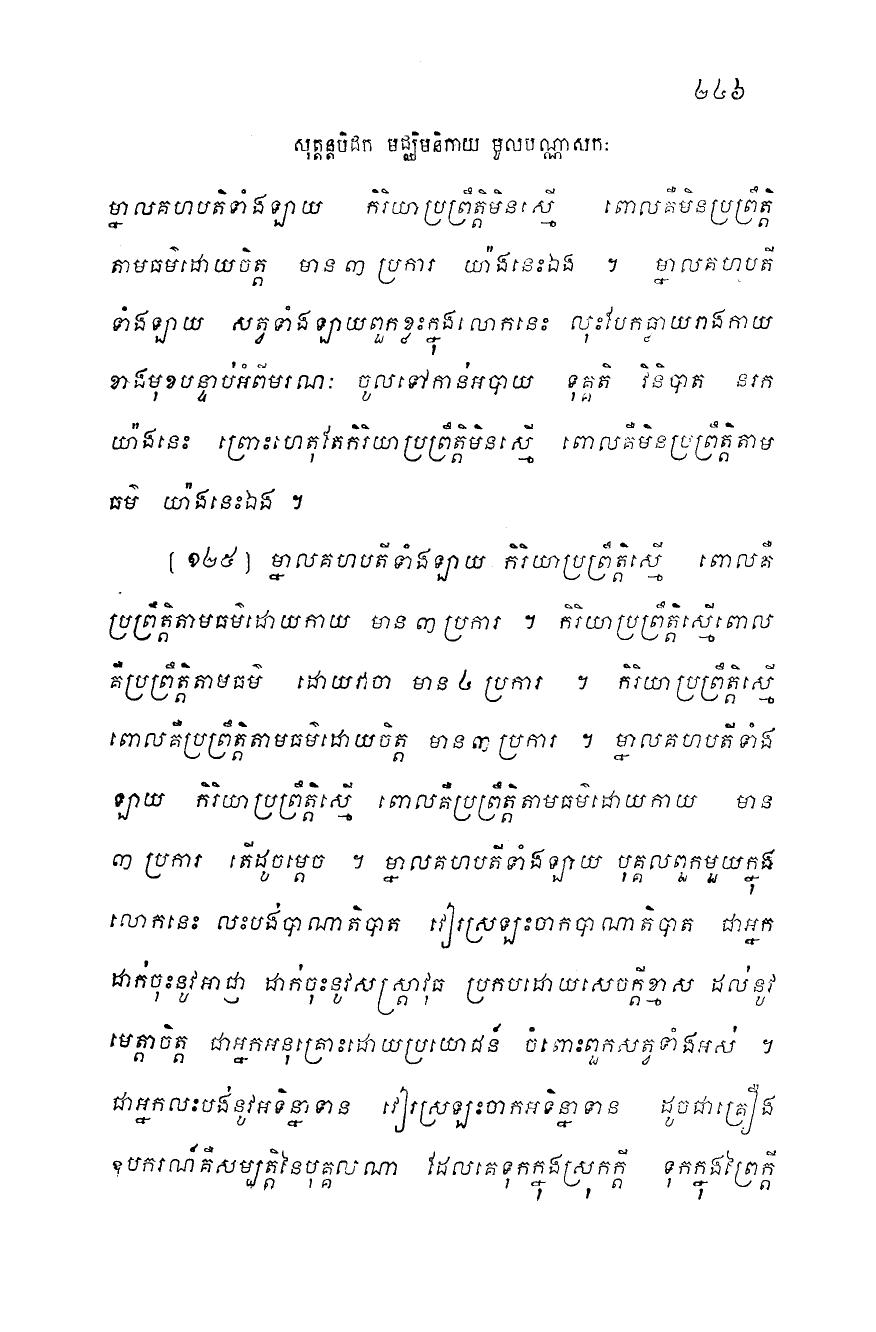 ២៤៦
សុត្តន្តបិដក មជ្ឈិមនិកាយ មូលបណ្ណាសកៈ
ម្នាលគហបតិទាំងឡាយ កិរិយាប្រព្រឹត្តិមិនស្មើ ពោលគឺមិនប្រព្រឹត្តិ
តាមធម៌ដោយចិត្ត មាន ៣ ប្រការ យ៉ាងនេះឯង ។ ម្នាលគហបតី
ទាំងឡាយ សត្វទាំងឡាយពួកខ្លះក្នុងលោកនេះ លុះបែកធ្លាយរាងកាយ
ខាងមុខបន្ទាប់អំពីមរណៈ ចូលទៅកាន់អបាយ ទុគ្គតិ វិនិបាត នរក
យ៉ាងនេះ ព្រោះហេតុតែកិរិយាប្រព្រឹត្តិមិនស្មើ ពោលគឺមិនប្រព្រឹត្តិតាម
ធម៌ យ៉ាងនេះឯង ។
[ ១២៥ ] ម្នាលគហបតីទាំងឡាយ កិរិយាប្រព្រឹត្តិស្មើ ពោលគឺ
ប្រព្រឹត្តិតាមធម៌ដោយកាយ មាន ៣ ប្រការ ។ កិរិយាប្រព្រឹត្តិស្មើពោល
គឺប្រព្រឹត្តិតាមធម៌ ដោយវាចា មាន ៤ ប្រការ ។ កិរិយាប្រព្រឹត្តិស្មើ
ពោលគឺប្រព្រឹត្តិតាមធម៌ដោយចិត្ត មាន ៣ ប្រការ ។ ម្នាលគហបតីទាំង
ឡាយ កិរិយាប្រព្រឹត្តិស្មើ ពោលគឺប្រព្រឹត្តិតាមធម៌ដោយកាយ មាន
៣ ប្រការ តើដូចម្តេច ។ ម្នាលគហបតីទាំងឡាយ បុគ្គលពួកមួយក្នុង
លោកនេះ លះបង់បាណាតិបាត វៀរស្រឡះចាកបាណាតិបាត ជាអ្នក
ដាក់ចុះនូវអាជ្ញា ដាក់ចុះនូវសស្ត្រាវុធ ប្រកបដោយសេចក្តីខ្មាស ដល់នូវ
មេត្តាចិត្ត ជាអ្នកអនុគ្រោះដោយប្រយោជន៍ ចំពោះពួកសត្វទាំងអស់ ។
ជាអ្នកលះបង់នូវអទិន្នាទាន វៀរស្រឡះចាកអទិន្នាទាន ដូចជាគ្រឿង
ឧបករណ៍គឺសម្បត្តិនៃបុគ្គលណា ដែលគេទុកក្នុងស្រុកក្តី ទុកក្នុងព្រៃក្តី